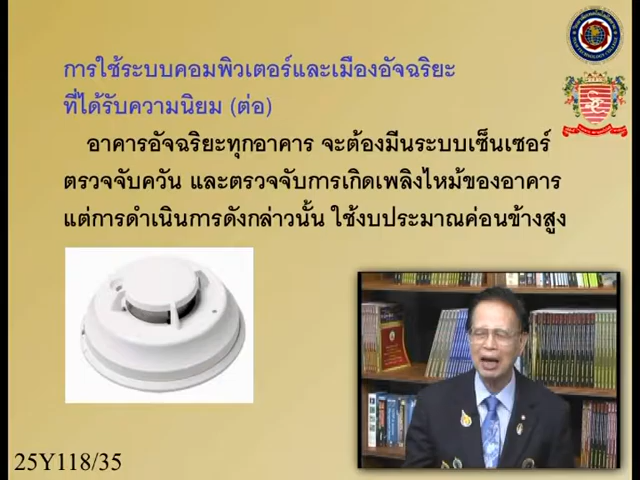 การใช้ระบบคอมพิวเตอร์และเมืองอัจฉริยะ
ที่ได้รับความนิยม (ต่อ)
อาคารอัจฉริยะทุกอาคาร จะต้องมีนระบบเซ็นเซอร์
ตรวจจับควัน และตรวจจับการเกิดเพลิงไหม้ของอาคาร
แต่การดำเนินการดังกล่าวนั้น ใช้งบประมาณค่อนข้างสูง
25Y118/35